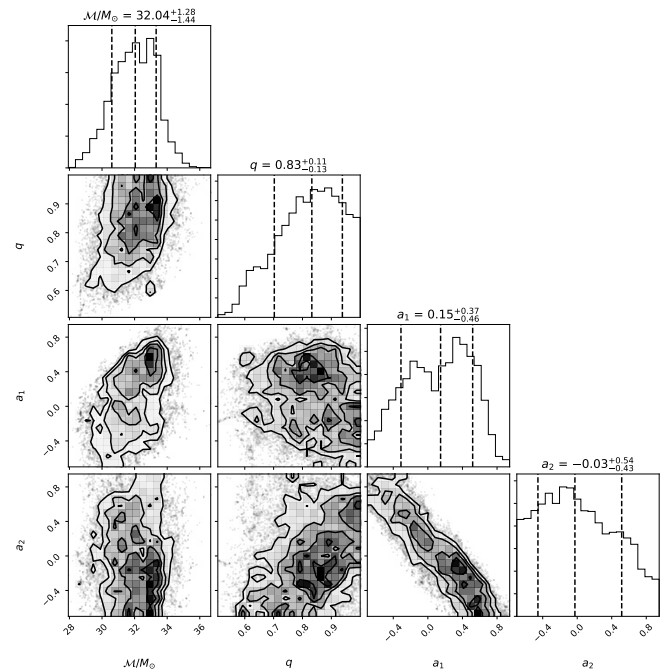 ℳ/M⊙ = 32.04+1.28−1.44
q = 0.83+0.11−0.13
0.9
0.8
0.7
0.6
q
a1 = 0.15+0.37−0.46
0.8
0.4
0.0
−0.4
a1
a2 = −0.03+0.54−0.43
0.8
0.4
0.0
−0.4
a2
28 30 32 34 36
0.6 0.7 0.8 0.9
−0.4 0.0 0.4 0.8
−0.4 0.0 0.4 0.8
ℳ/M⊙ q a1 a2